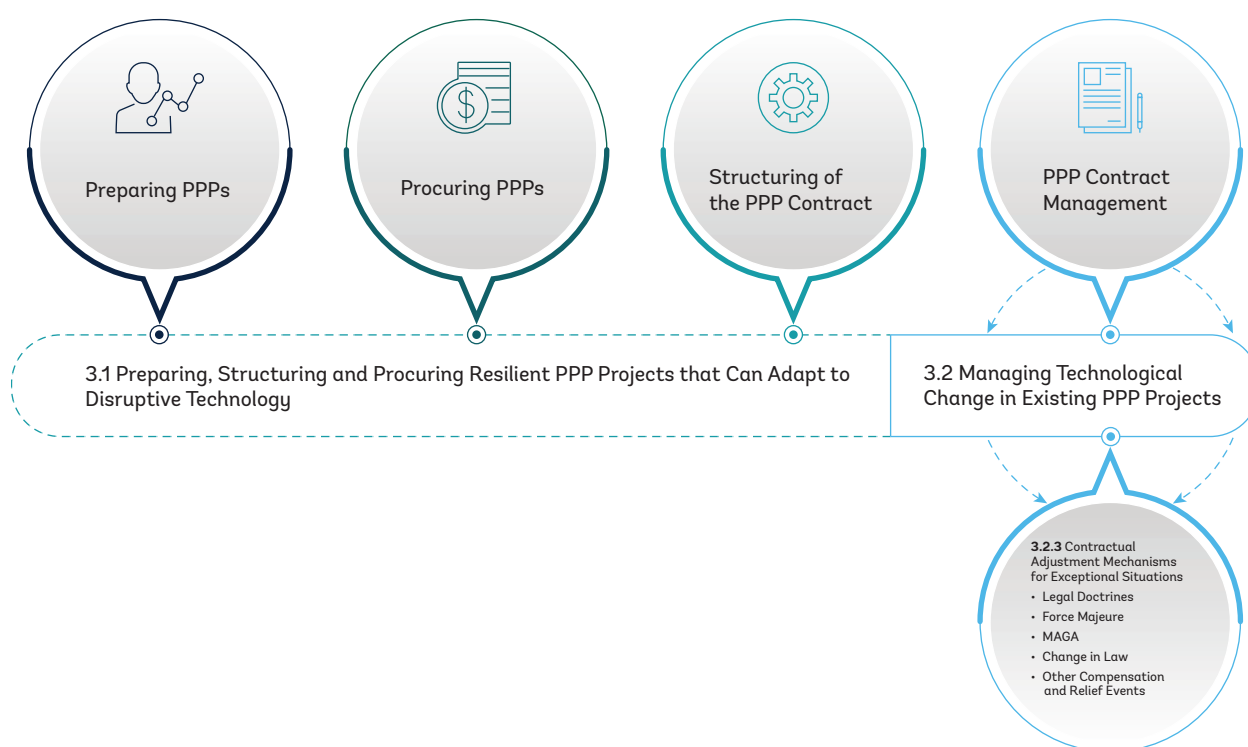 $
Preparing PPPs
Procuring PPPs
Structuring of
the PPP Contract
PPP Contract
Management
3.1 Preparing, Structuring and Procuring Resilient PPP Projects that Can Adapt to
Disruptive Technology
3.2 Managing Technological
Change in Existing PPP Projects
3.2.3 Contractual
Adjustment Mechanisms
for Exceptional Situations
• Legal Doctrines
• Force Majeure
• MAGA
• Change in Law
• Other Compensation
and Relief Events